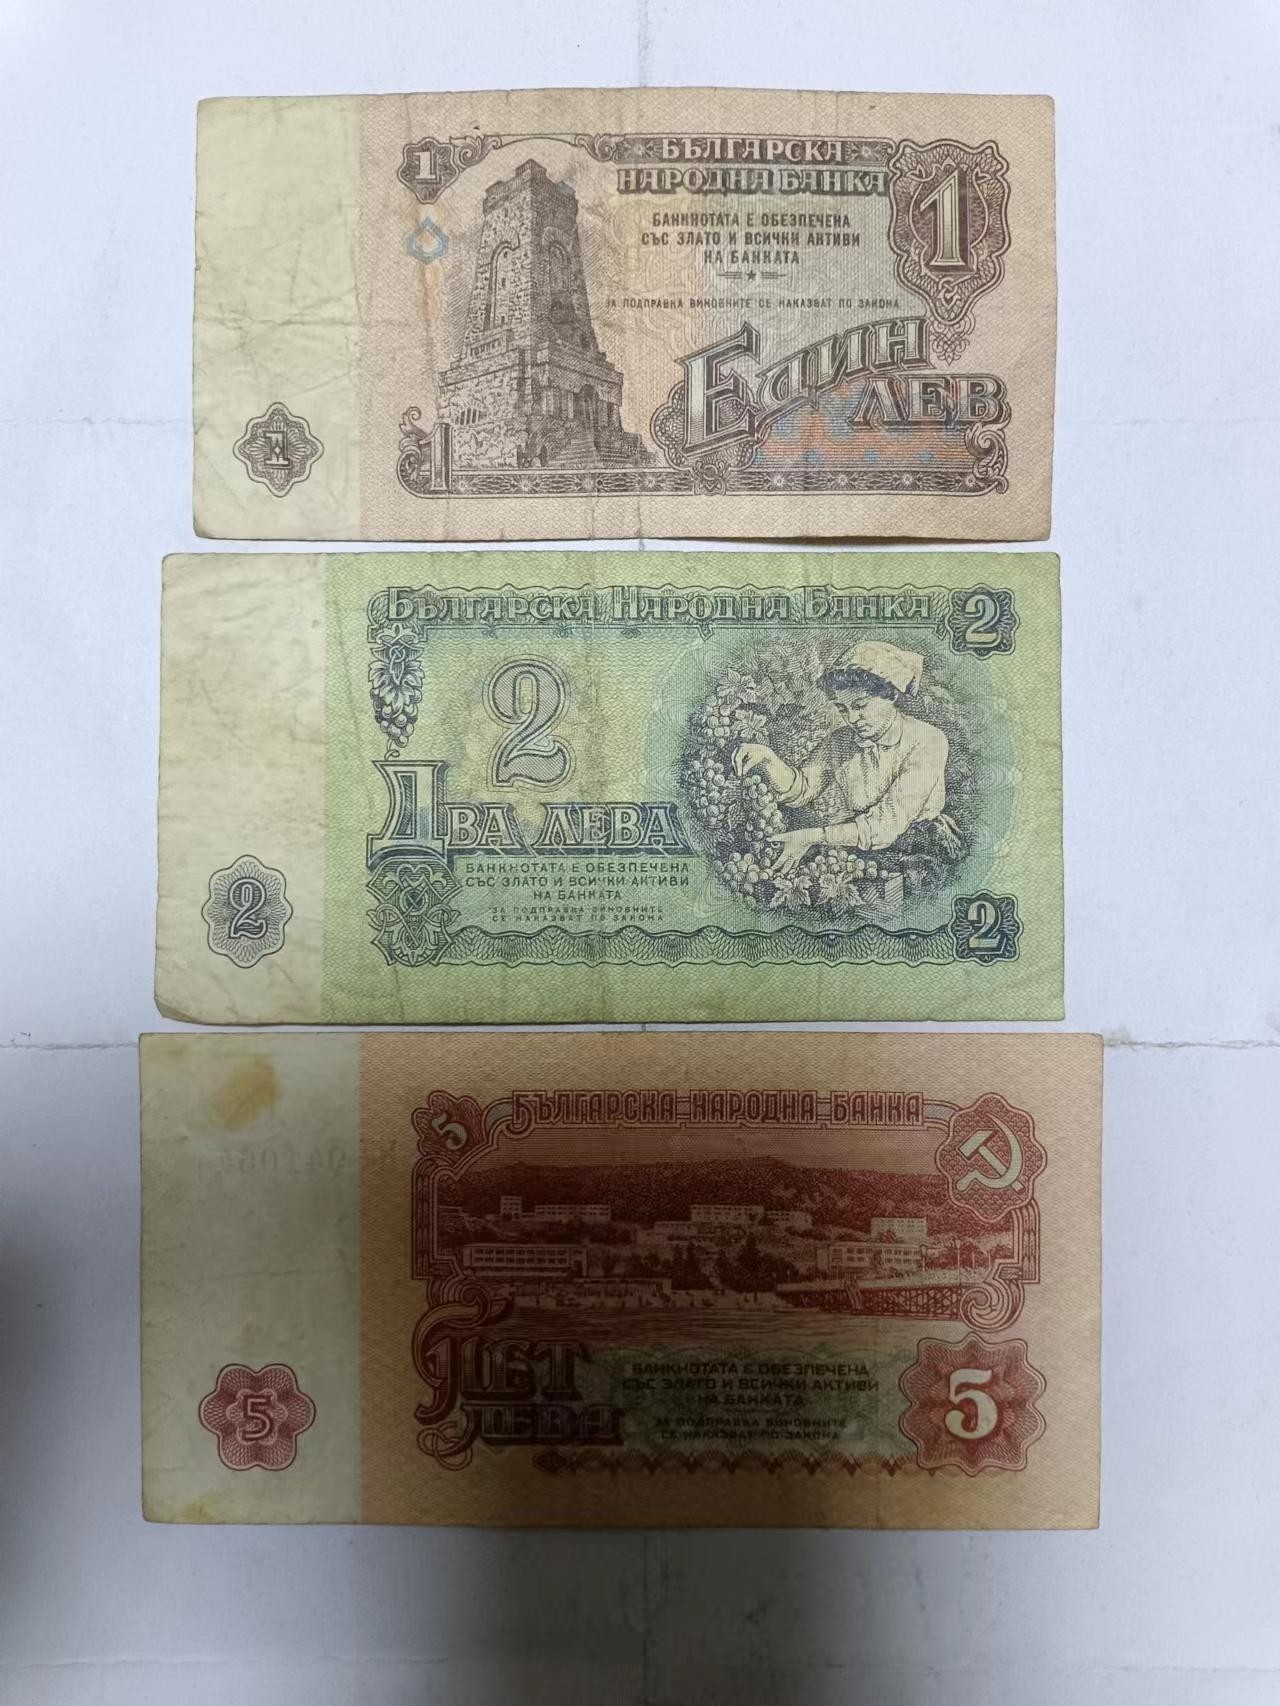 1
БЪЛГАРСКА
НАРОДНА БАНКА
1
БАНКНОТАТА Е ОБЕЗПЕЧЕНА
СЪС ЗЛАТО И ВСИЧКИ АКТИВИ
НА БАНКАТА
ЗА ПОДПРАВКА ВИНОВНИТЕ СЕ НАКАЗВАТ ПО ЗАКОНА
ЕДИН
ЛЕВ
1
1
БЪЛГАРСКА НАРОДНА БАНКА
2
2
ДВА ЛЕВА
БАНКНОТАТА Е ОБЕЗПЕЧЕНА
СЪС ЗЛАТО И ВСИЧКИ АКТИВИ
НА БАНКАТА
ЗА ПОДПРАВКА ВИНОВНИТЕ
СЕ НАКАЗВАТ ПО ЗАКОНА
2
2
5
БЪЛГАРСКА НАРОДНА БАНКА
ПЕТ
ЛЕВА
БАНКНОТАТА Е ОБЕЗПЕЧЕНА
СЪС ЗЛАТО И ВСИЧКИ АКТИВИ
НА БАНКАТА
ЗА ПОДПРАВКА ВИНОВНИТЕ
СЕ НАКАЗВАТ ПО ЗАКОНА
5
5